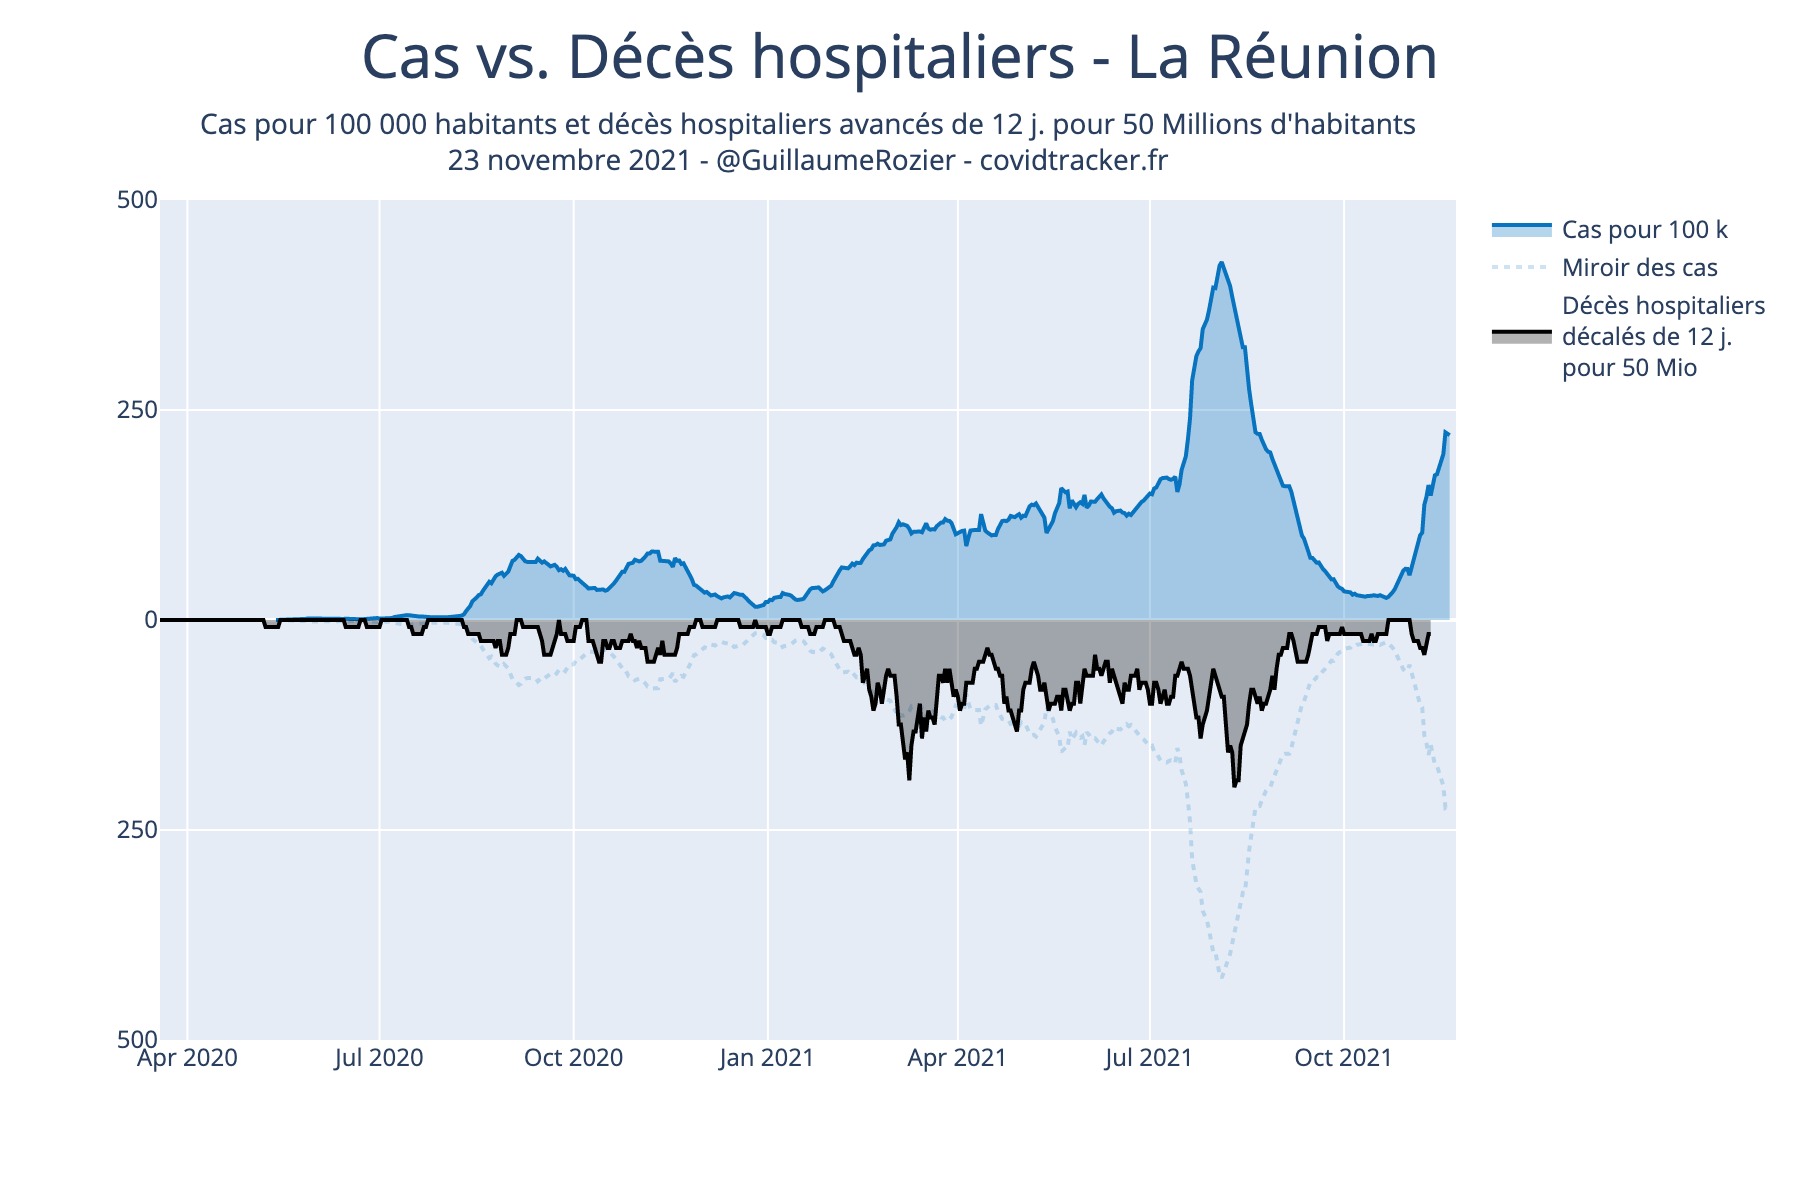 Cas vs. Décès hospitaliers - La Réunion
Cas pour 100 000 habitants et décès hospitaliers avancés de 12 j. pour 50 Millions d'habitants
23 novembre 2021 - @GuillaumeRozier - covidtracker.fr
500
250
0
250
500
Apr 2020
Jul 2020
Oct 2020
Jan 2021
Apr 2021
Jul 2021
Oct 2021
Cas pour 100 k
Miroir des cas
Décès hospitaliers
décalés de 12 j.
pour 50 Mio